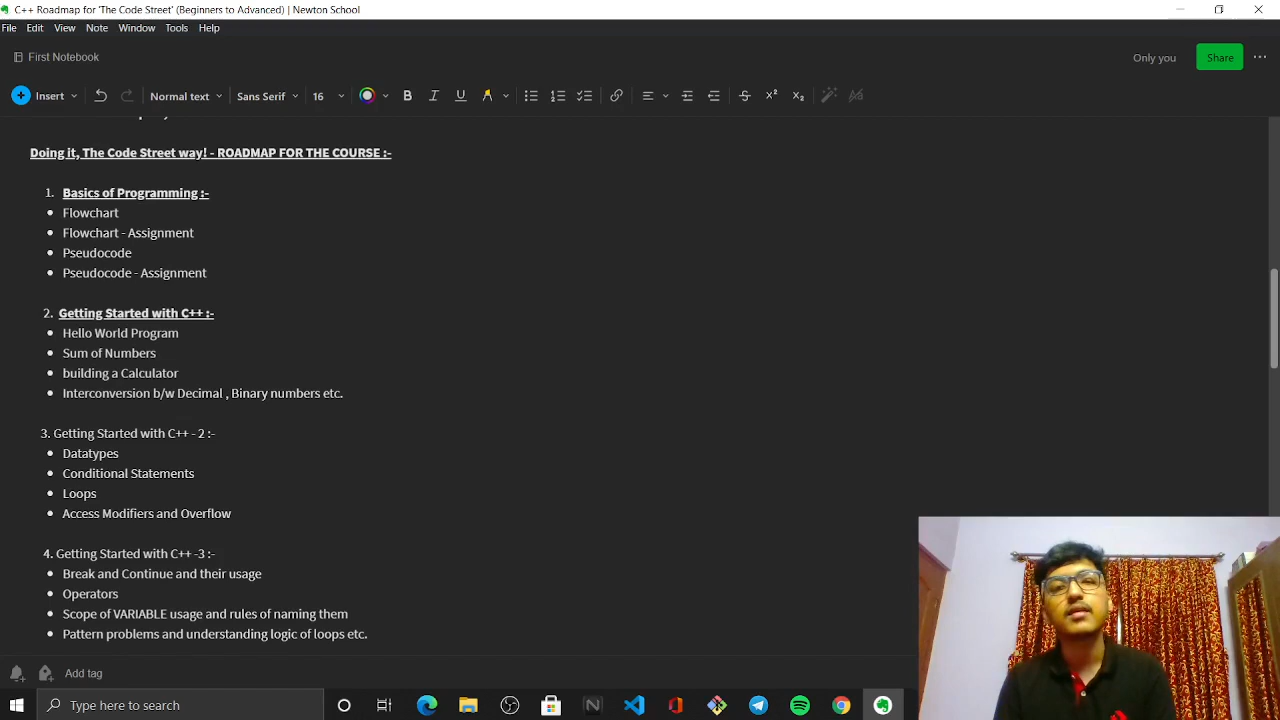 C++ Roadmap for 'The Code Street' (Beginners to Advanced) | Newton School
File Edit View Note Window Tools Help
First Notebook
Only you
Share
Insert
Normal text
Sans Serif
16
Doing it, The Code Street way! - ROADMAP FOR THE COURSE :-
1. Basics of Programming :-
• Flowchart
• Flowchart - Assignment
• Pseudocode
• Pseudocode - Assignment
2. Getting Started with C++ :-
• Hello World Program
• Sum of Numbers
• building a Calculator
• Interconversion b/w Decimal , Binary numbers etc.
3. Getting Started with C++ - 2 :-
• Datatypes
• Conditional Statements
• Loops
• Access Modifiers and Overflow
4. Getting Started with C++ -3 :-
• Break and Continue and their usage
• Operators
• Scope of VARIABLE usage and rules of naming them
• Pattern problems and understanding logic of loops etc.
Add tag
Type here to search